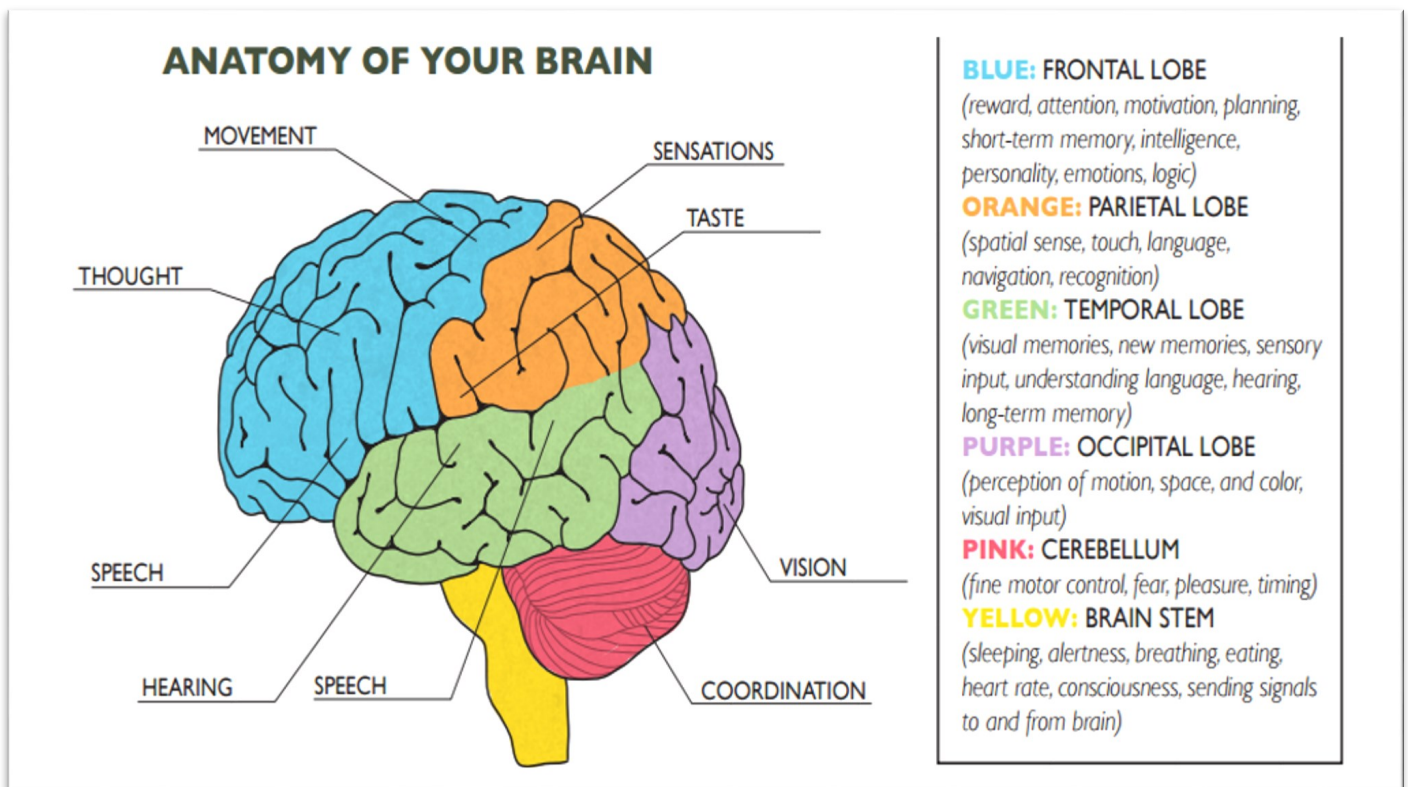 ANATOMY OF YOUR BRAIN
MOVEMENT
SENSATIONS
TASTE
THOUGHT
SPEECH
VISION
HEARING
SPEECH
COORDINATION
BLUE: FRONTAL LOBE
(reward, attention, motivation, planning,
short-term memory, intelligence,
personality, emotions, logic)
ORANGE: PARIETAL LOBE
(spatial sense, touch, language,
navigation, recognition)
GREEN: TEMPORAL LOBE
(visual memories, new memories, sensory
input, understanding language, hearing,
long-term memory)
PURPLE: OCCIPITAL LOBE
(perception of motion, space, and color,
visual input)
PINK: CEREBELLUM
(fine motor control, fear, pleasure, timing)
YELLOW: BRAIN STEM
(sleeping, alertness, breathing, eating,
heart rate, consciousness, sending signals
to and from brain)